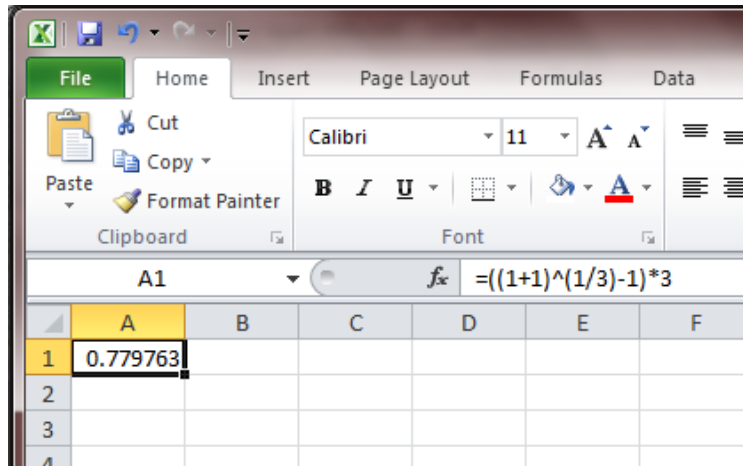 File Home Insert Page Layout Formulas Data
Cut
Calibri 11 A A
Copy
Paste
B I U A
Format Painter
Clipboard Font
A1 fx =((1+1)^(1/3)-1)*3
A B C D E F
1 0.779763
2
3
4